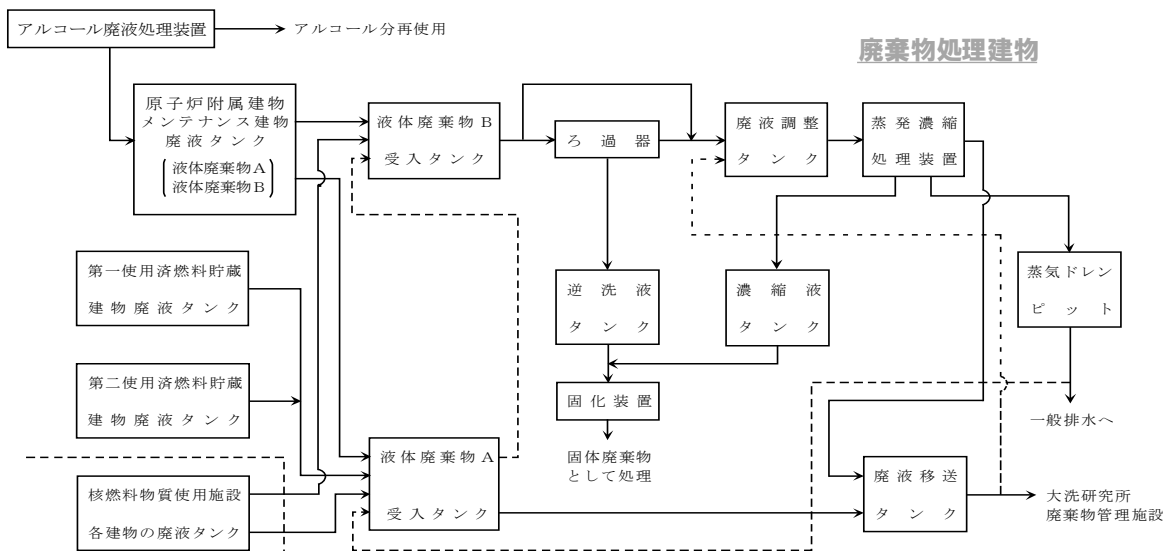 アルコール廃液処理装置
アルコール分再使用
廃棄物処理建物
原子炉附属建物
メンテナンス建物
廃液タンク
液体廃棄物A
液体廃棄物B
液体廃棄物B
受入タンク
ろ過器
廃液調整
タンク
蒸発濃縮
処理装置
第一使用済燃料貯蔵
建物廃液タンク
逆洗液
タンク
濃縮液
タンク
蒸気ドレン
ピット
第二使用済燃料貯蔵
建物廃液タンク
固化装置
一般排水へ
液体廃棄物A
受入タンク
固体廃棄物
として処理
核燃料物質使用施設
各建物の廃液タンク
廃液移送
タンク
大洗研究所
廃棄物管理施設